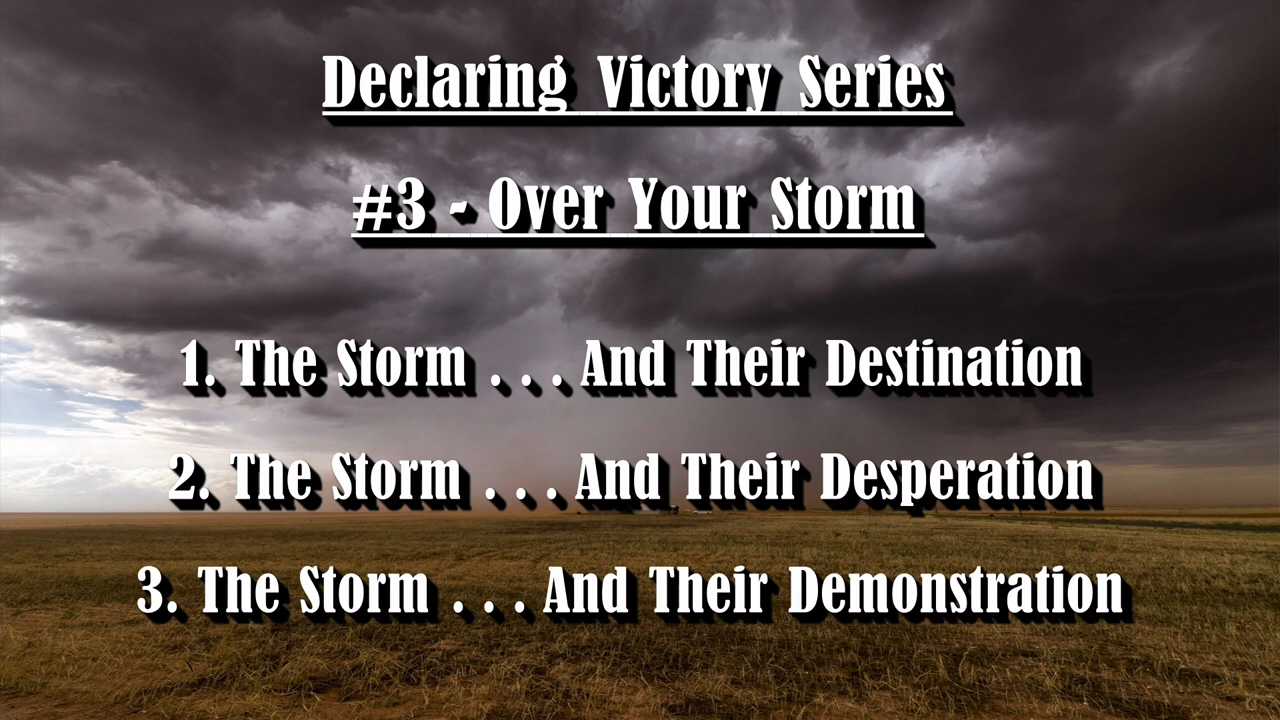 Declaring Victory Series
#3 - Over Your Storm
1. The Storm . . . And Their Destination
2. The Storm . . . And Their Desperation
3. The Storm . . . And Their Demonstration